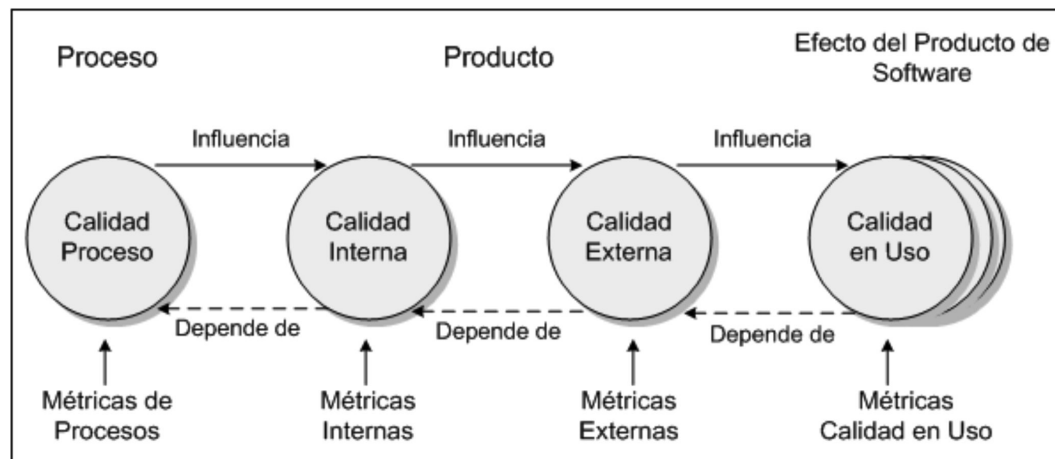 Proceso
Producto
Efecto del Producto de
Software
Influencia
Influencia
Influencia
Calidad
Proceso
Calidad
Interna
Calidad
Externa
Calidad
en Uso
Depende de
Depende de
Depende de
Métricas de
Procesos
Métricas
Internas
Métricas
Externas
Métricas
Calidad en Uso